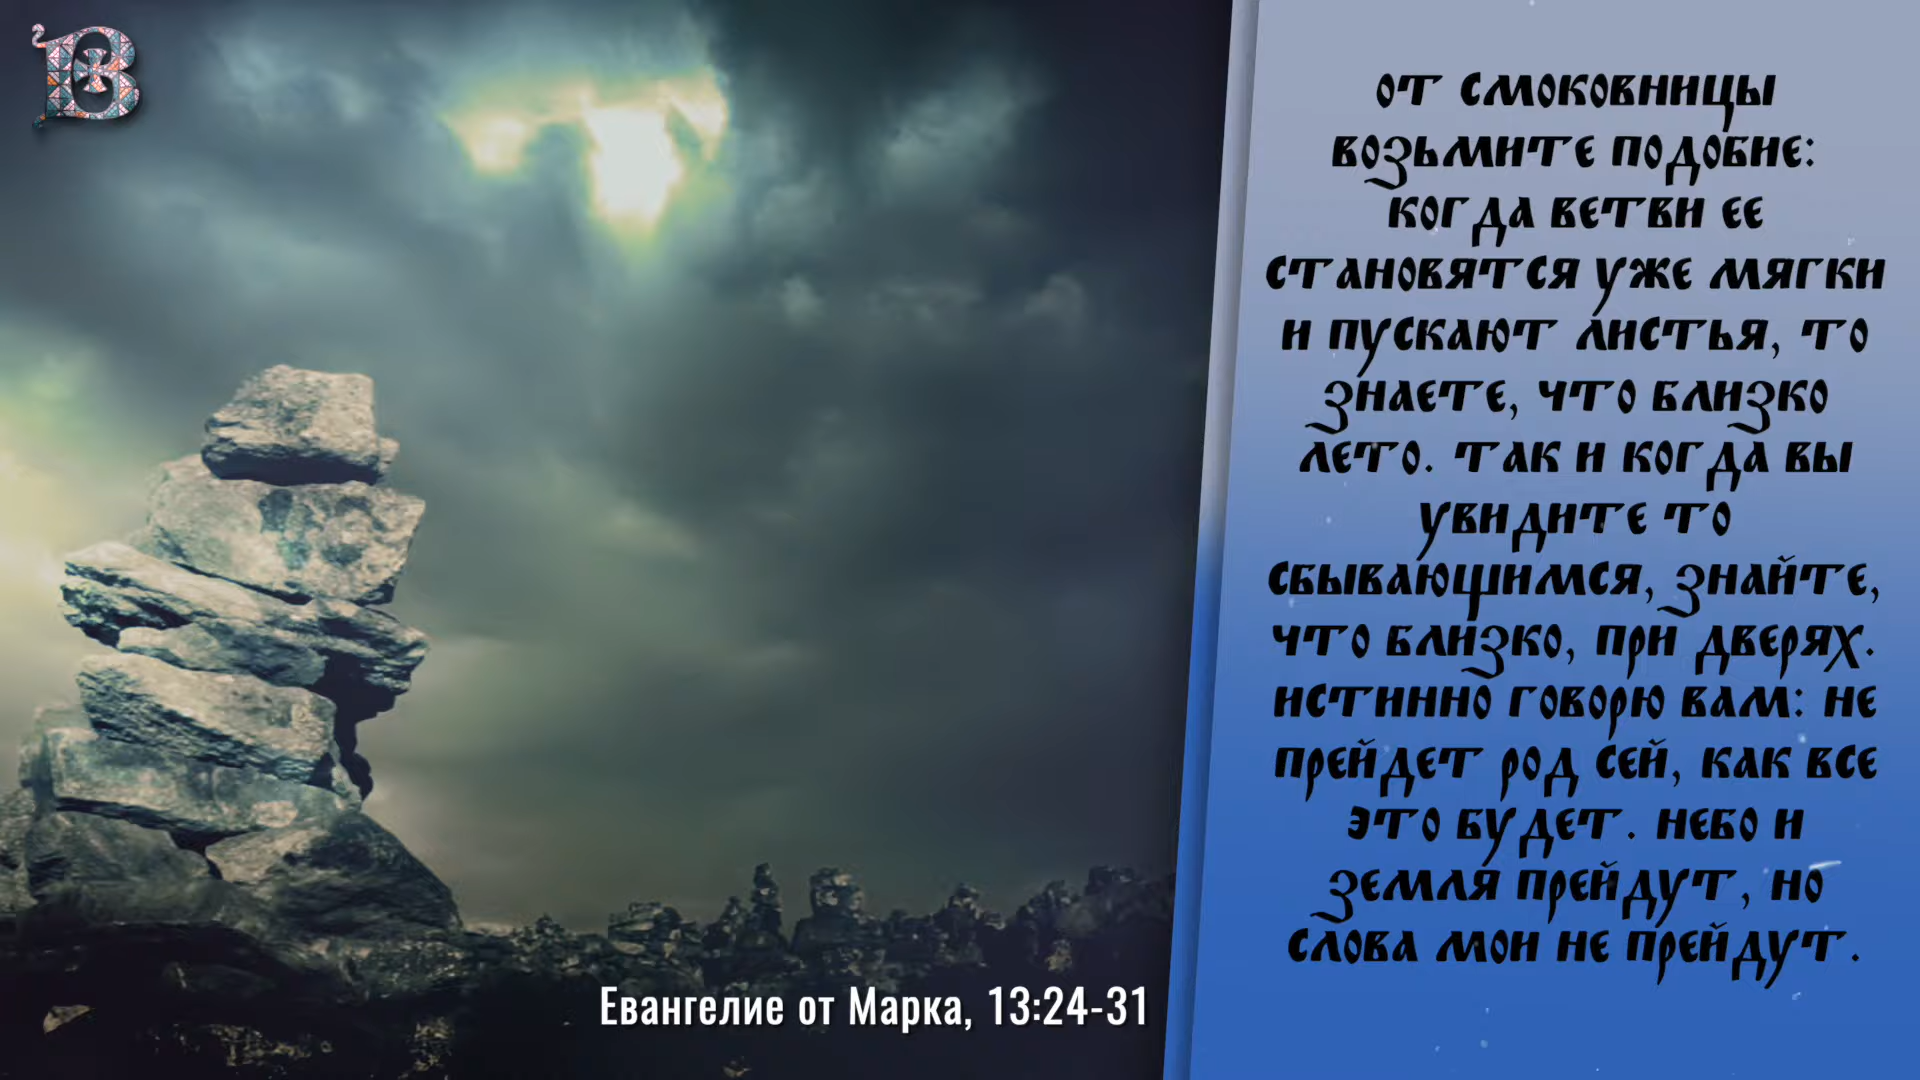 от смоковницы
возьмите подобие:
когда ветви ее
становятся уже мягки
и пускают листья, то
знаете, что близко
лето. так и когда вы
увидите то
сбывающимся, знайте,
что близко, при дверях.
истинно говорю вам: не
прейдет род сей, как все
это будет. небо и
земля прейдут, но
слова мои не прейдут.
Евангелие от Марка, 13:24-31